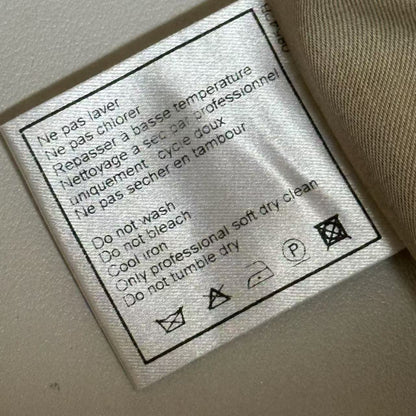 Ne pas laver
Ne pas chlorer
Repasser à basse température
Nettoyage à sec par professionnel
uniquement cycle doux
Ne pas sécher en tambour
Do not wash
Do not bleach
Cool iron
Only professional soft dry clean
Do not tumble dry
P